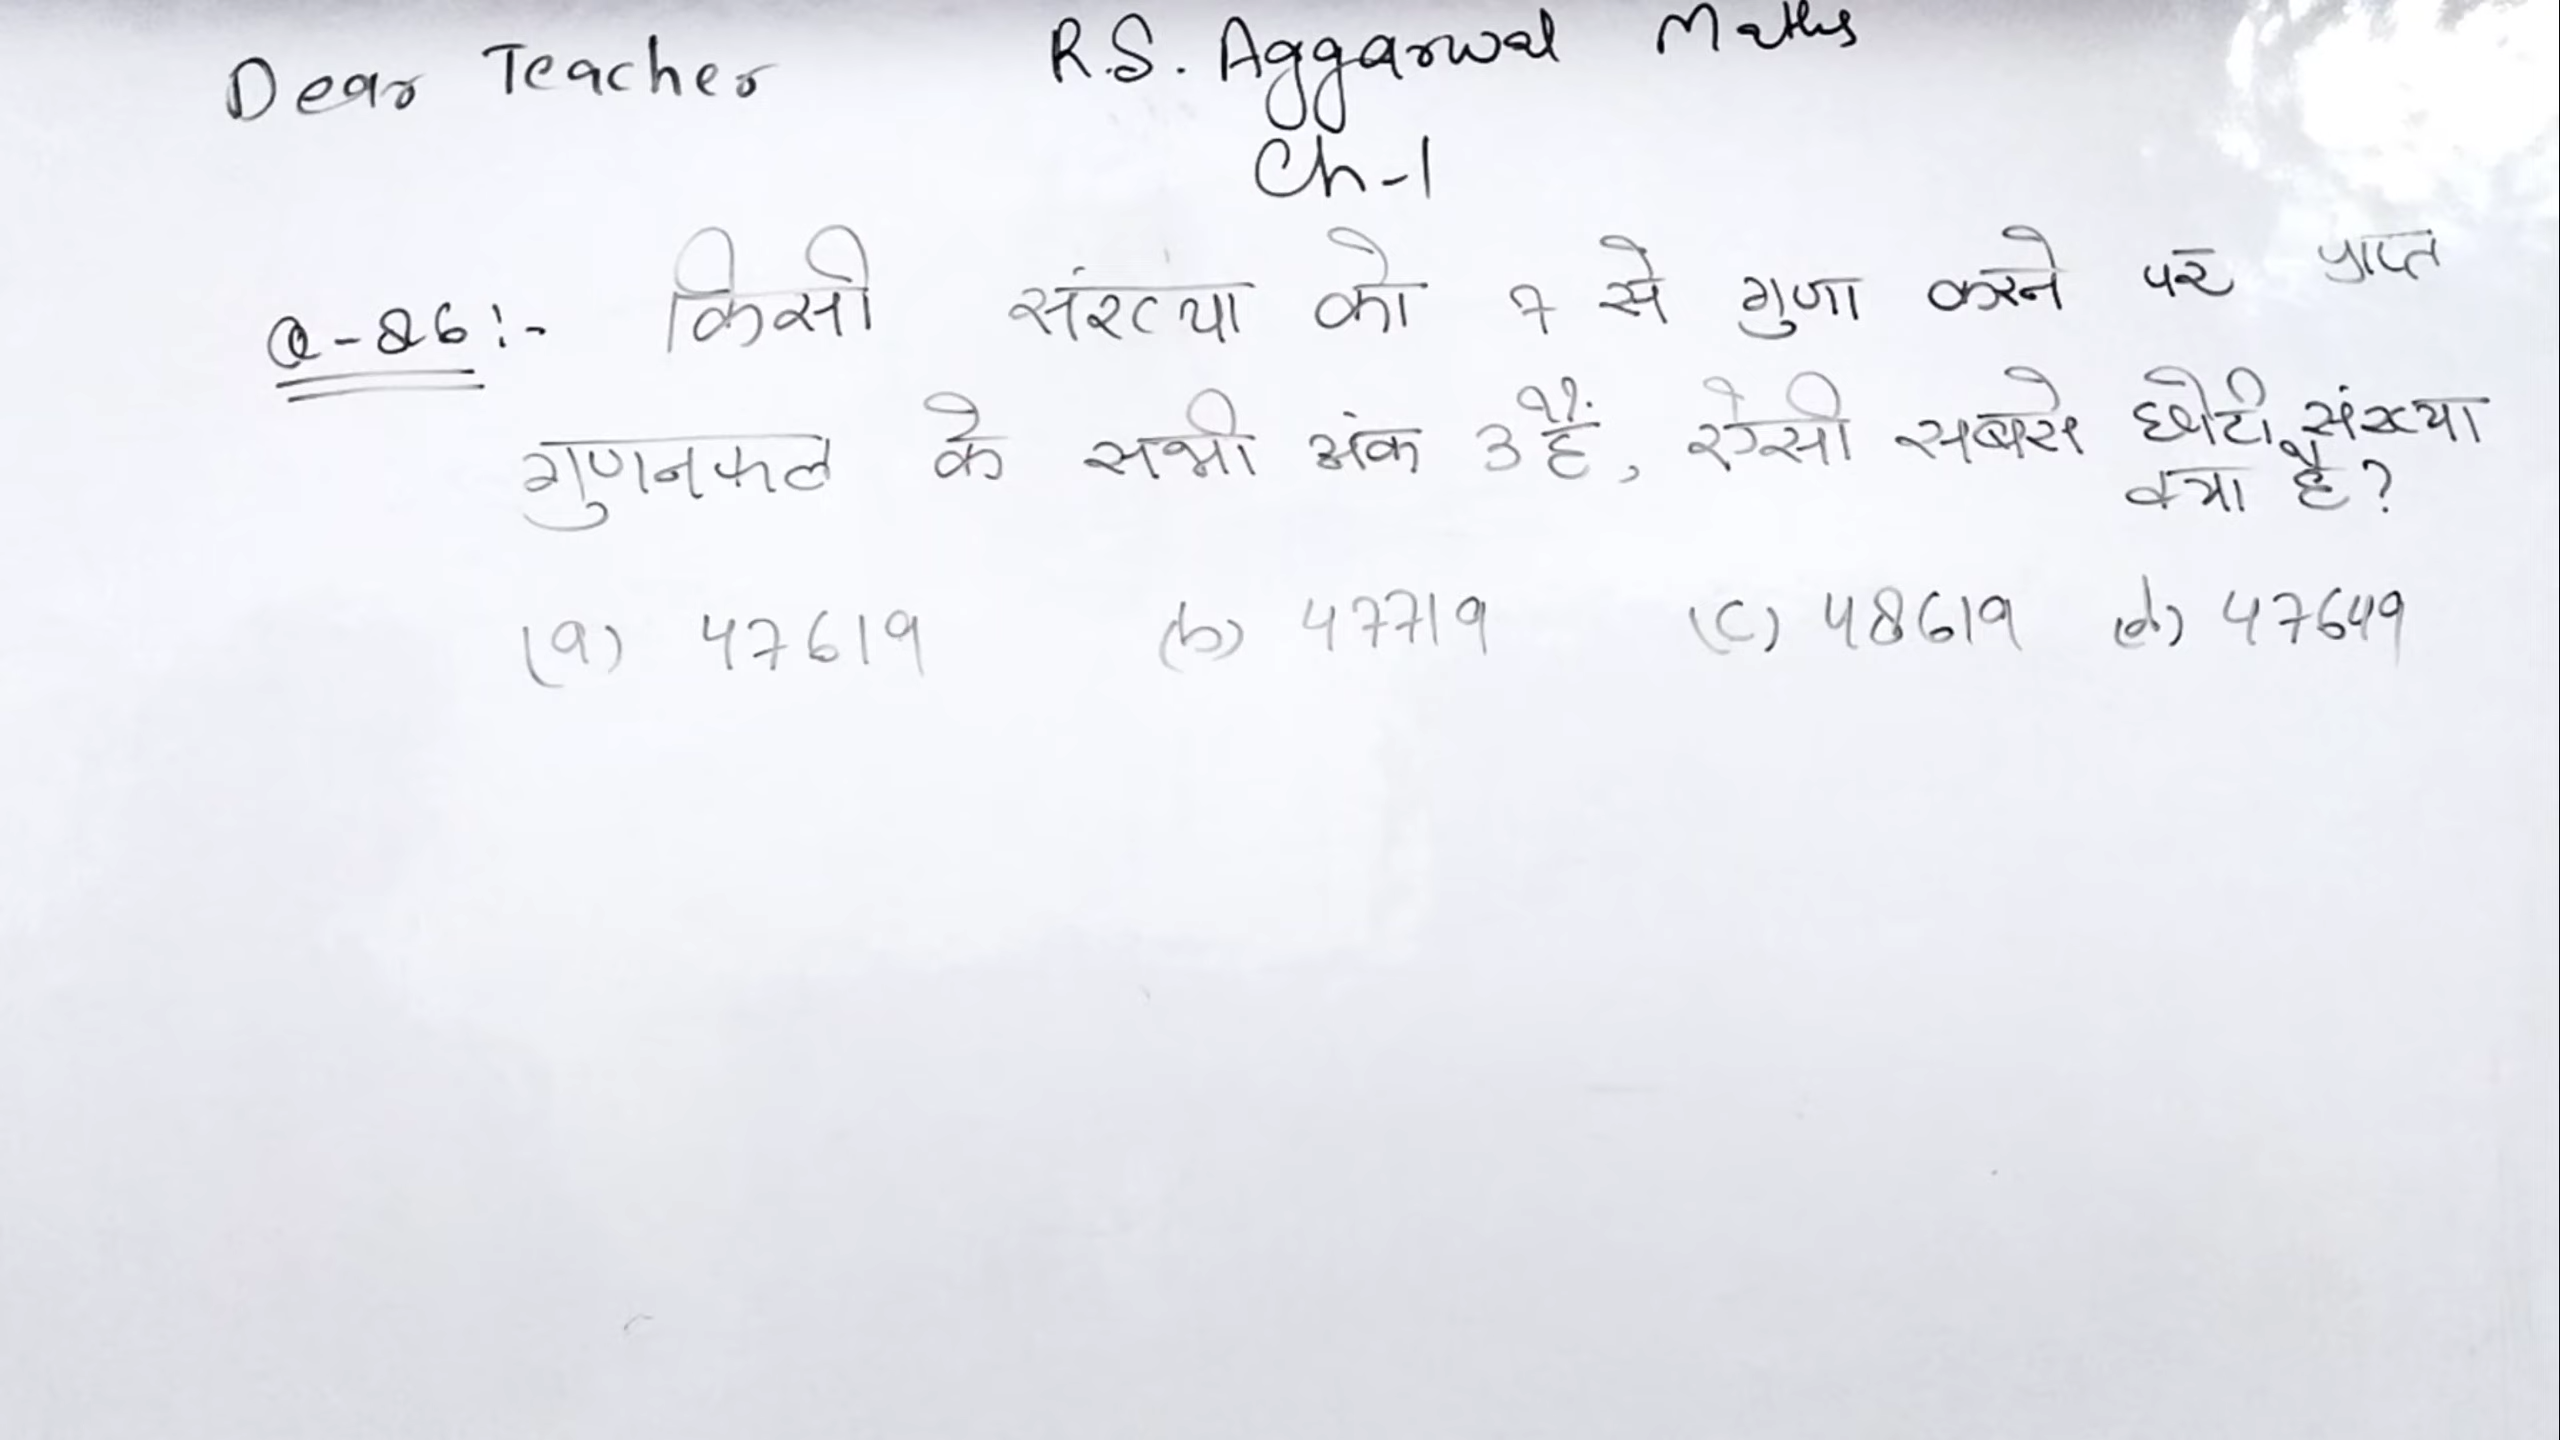 Dear Teacher R.S. Aggarwal Maths
Ch-1
Q-86:- किसी संख्या को 7 से गुणा करने पर प्राप्त
गुणनफल के सभी अंक 3 हैं, ऐसी सबसे छोटी संख्या
क्या है?
(a) 47619 (b) 47719 (c) 48619 (d) 47649